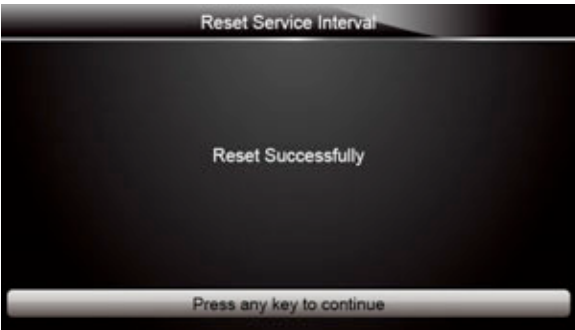 Reset Service Interval
Reset Successfully
Press any key to continue